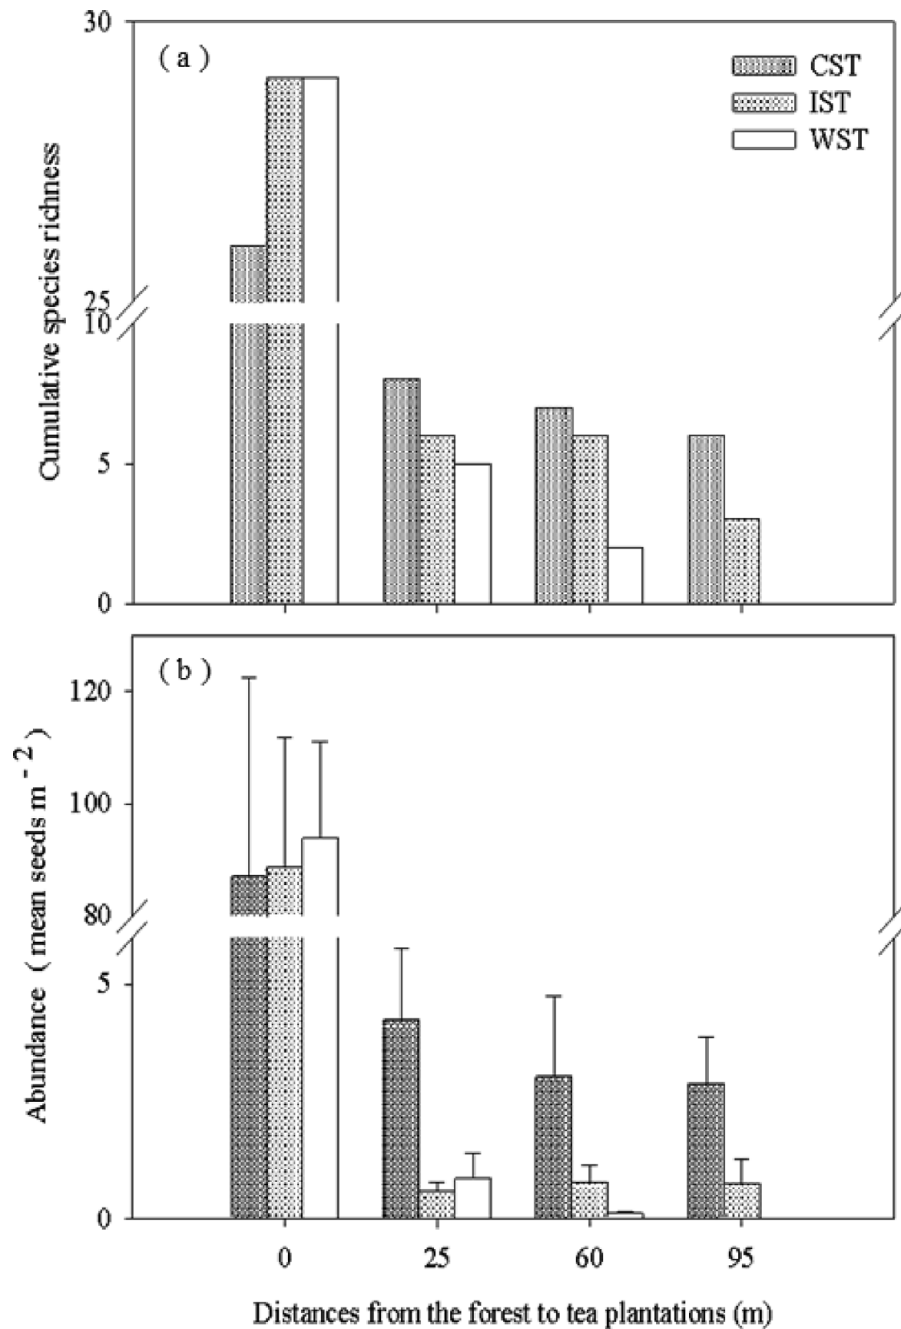 30
( a )
CST
IST
WST
Cumulative species richness
25
10
5
0
( b )
120
100
80
5
0
Abundance ( mean seeds m - 2 )
0 25 60 95
Distances from the forest to tea plantations (m)